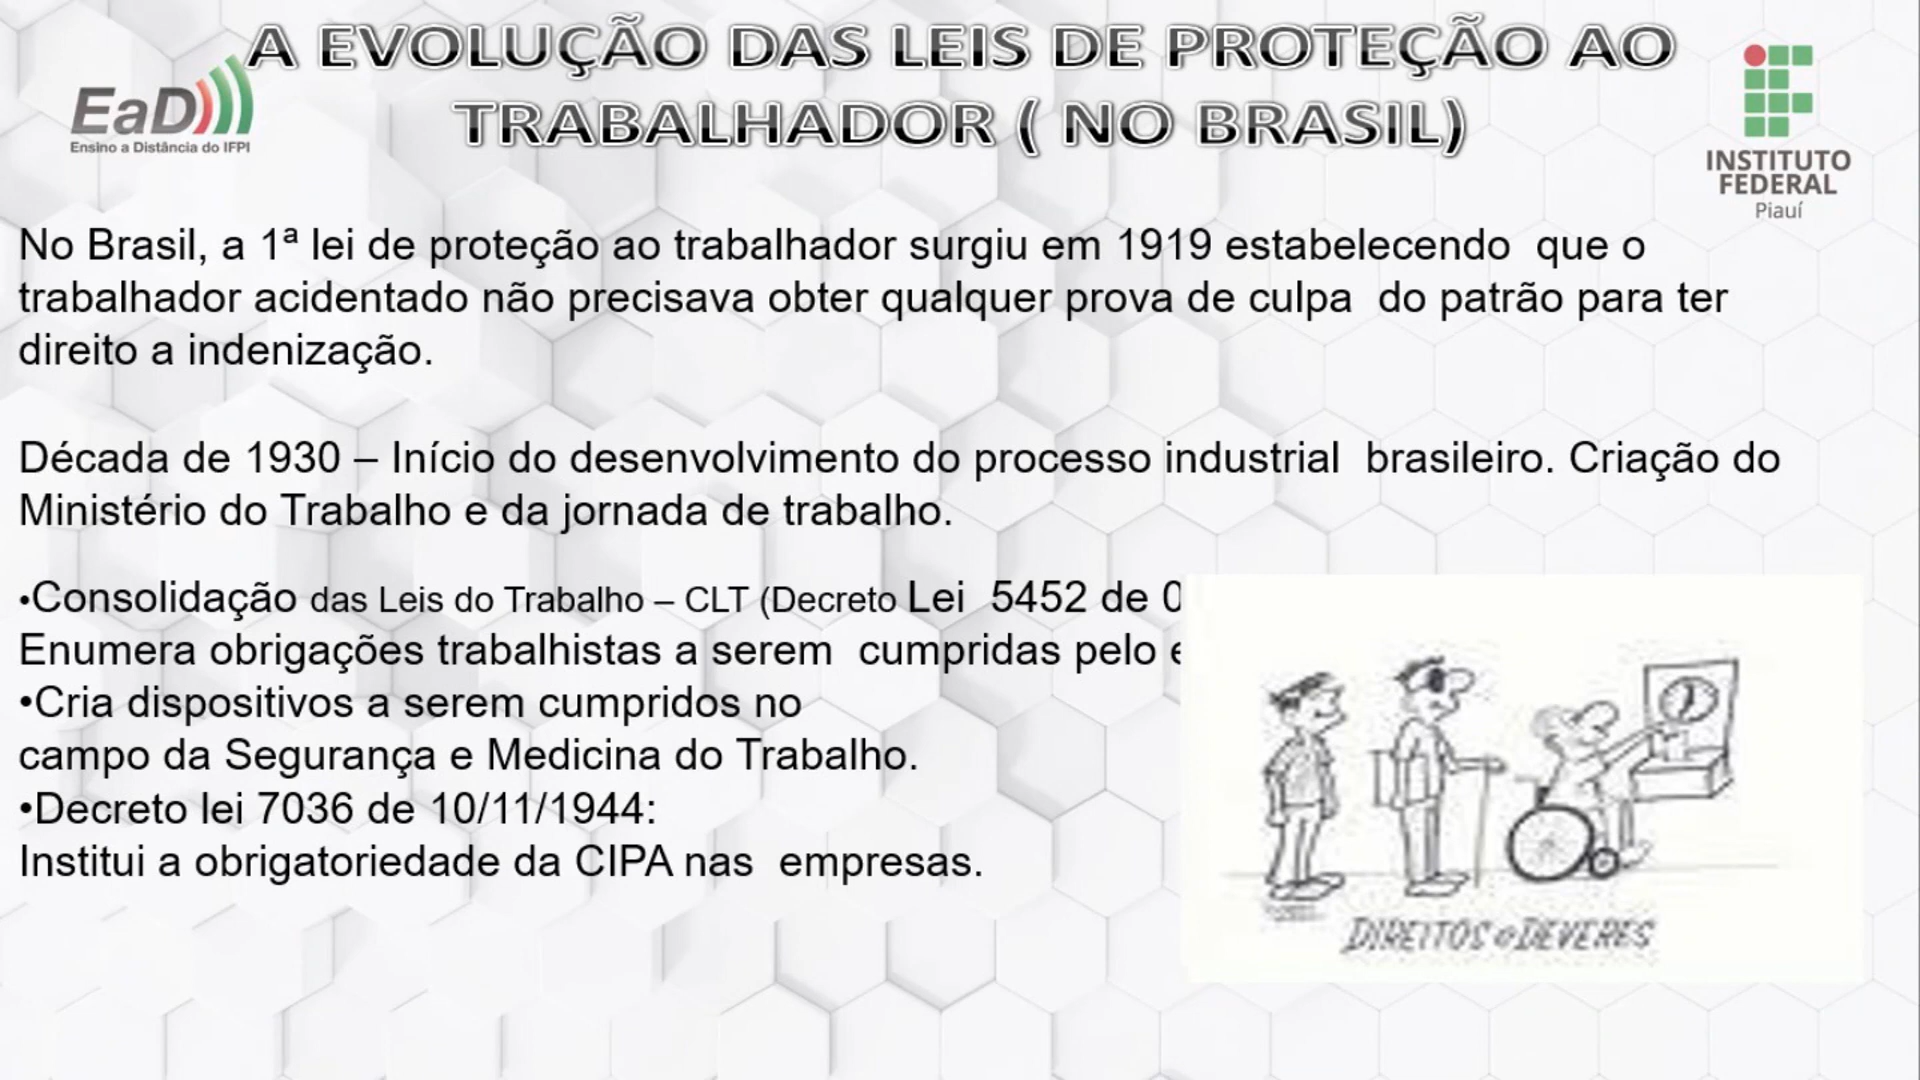 A EVOLUÇÃO DAS LEIS DE PROTEÇÃO AO
TRABALHADOR ( NO BRASIL)
EaD
Ensino a Distância do IFPI
INSTITUTO
FEDERAL
Piauí
No Brasil, a 1ª lei de proteção ao trabalhador surgiu em 1919 estabelecendo que o
trabalhador acidentado não precisava obter qualquer prova de culpa do patrão para ter
direito a indenização.
Década de 1930 – Início do desenvolvimento do processo industrial brasileiro. Criação do
Ministério do Trabalho e da jornada de trabalho.
•Consolidação das Leis do Trabalho – CLT (Decreto Lei 5452 de
Enumera obrigações trabalhistas a serem cumpridas pelo
•Cria dispositivos a serem cumpridos no
campo da Segurança e Medicina do Trabalho.
•Decreto lei 7036 de 10/11/1944:
Institui a obrigatoriedade da CIPA nas empresas.
DIREITOS e DEVERES